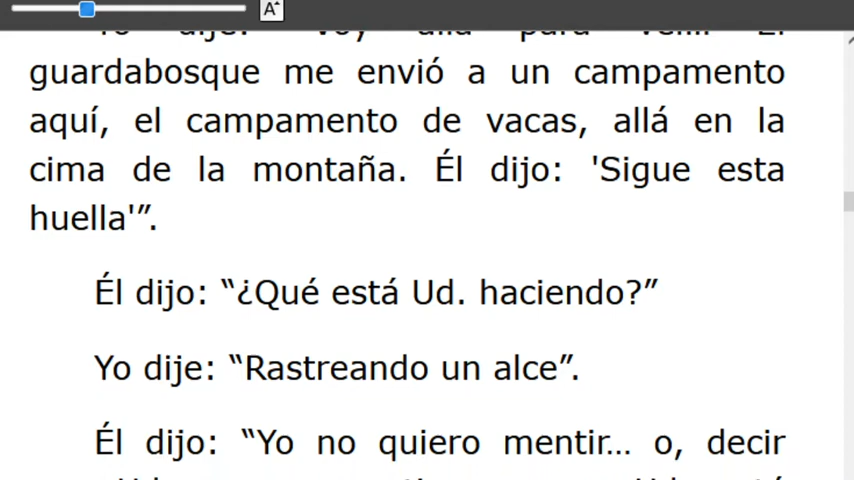 A
guardabosque me envió a un campamento
aquí, el campamento de vacas, allá en la
cima de la montaña. Él dijo: 'Sigue esta
huella'”.
Él dijo: “¿Qué está Ud. haciendo?”
Yo dije: “Rastreando un alce”.
Él dijo: “Yo no quiero mentir... o, decir